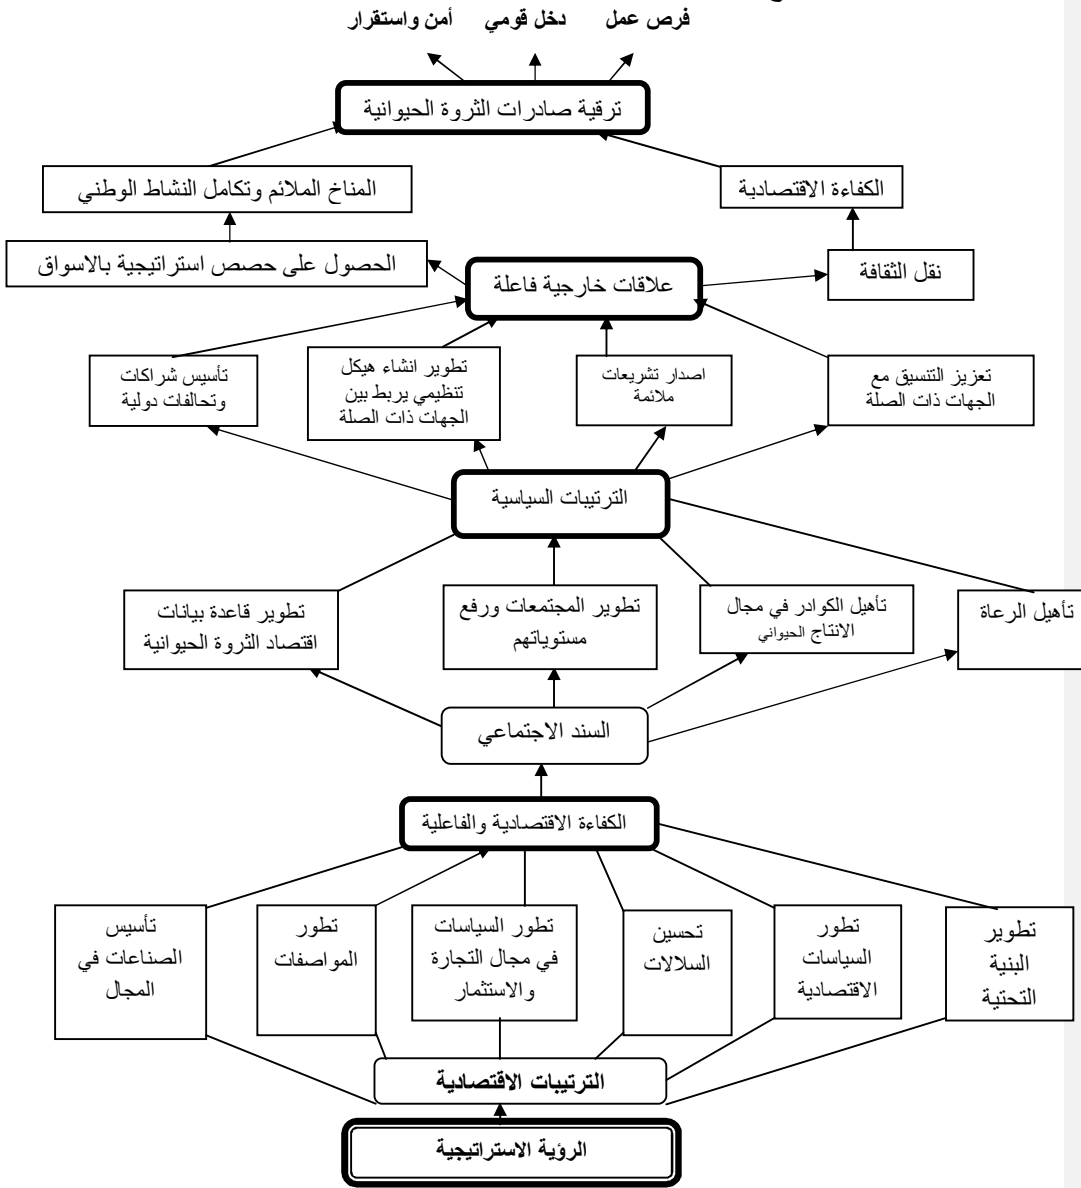 فرص عمل دخل قومي أمن واستقرار
ترقية صادرات الثروة الحيوانية
الكفاءة الاقتصادية
المناخ الملائم وتكامل النشاط الوطني
نقل الثقافة
علاقات خارجية فاعلة
الحصول على حصص استراتيجية بالاسواق
تعزيز التنسيق مع
الجهات ذات الصلة
اصدار تشريعات
ملائمة
تطوير انشاء هيكل
تنظيمي يربط بين
الجهات ذات الصلة
تأسيس شراكات
وتحالفات دولية
الترتيبات السياسية
تأهيل الرعاة
تأهيل الكوادر في مجال
الانتاج الحيواني
تطوير المجتمعات ورفع
مستوياتهم
تطوير قاعدة بيانات
اقتصاد الثروة الحيوانية
السند الاجتماعي
الكفاءة الاقتصادية والفاعلية
تطوير
البنية
التحتية
تطور
السياسات
الاقتصادية
تحسين
السلالات
تطور السياسات
في مجال التجارة
والاستثمار
تطور
المواصفات
تأسيس
الصناعات في
المجال
الترتيبات الاقتصادية
الرؤية الاستراتيجية